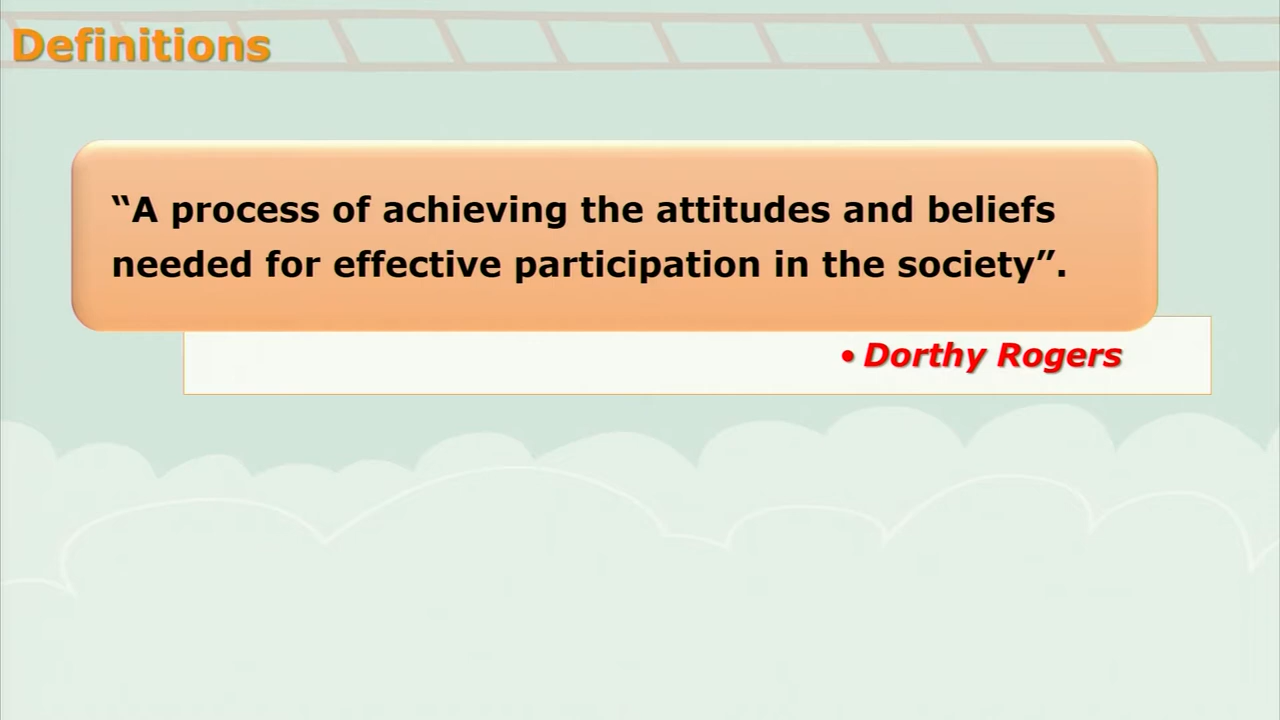 Definitions
“A process of achieving the attitudes and beliefs
needed for effective participation in the society”.
• Dorthy Rogers